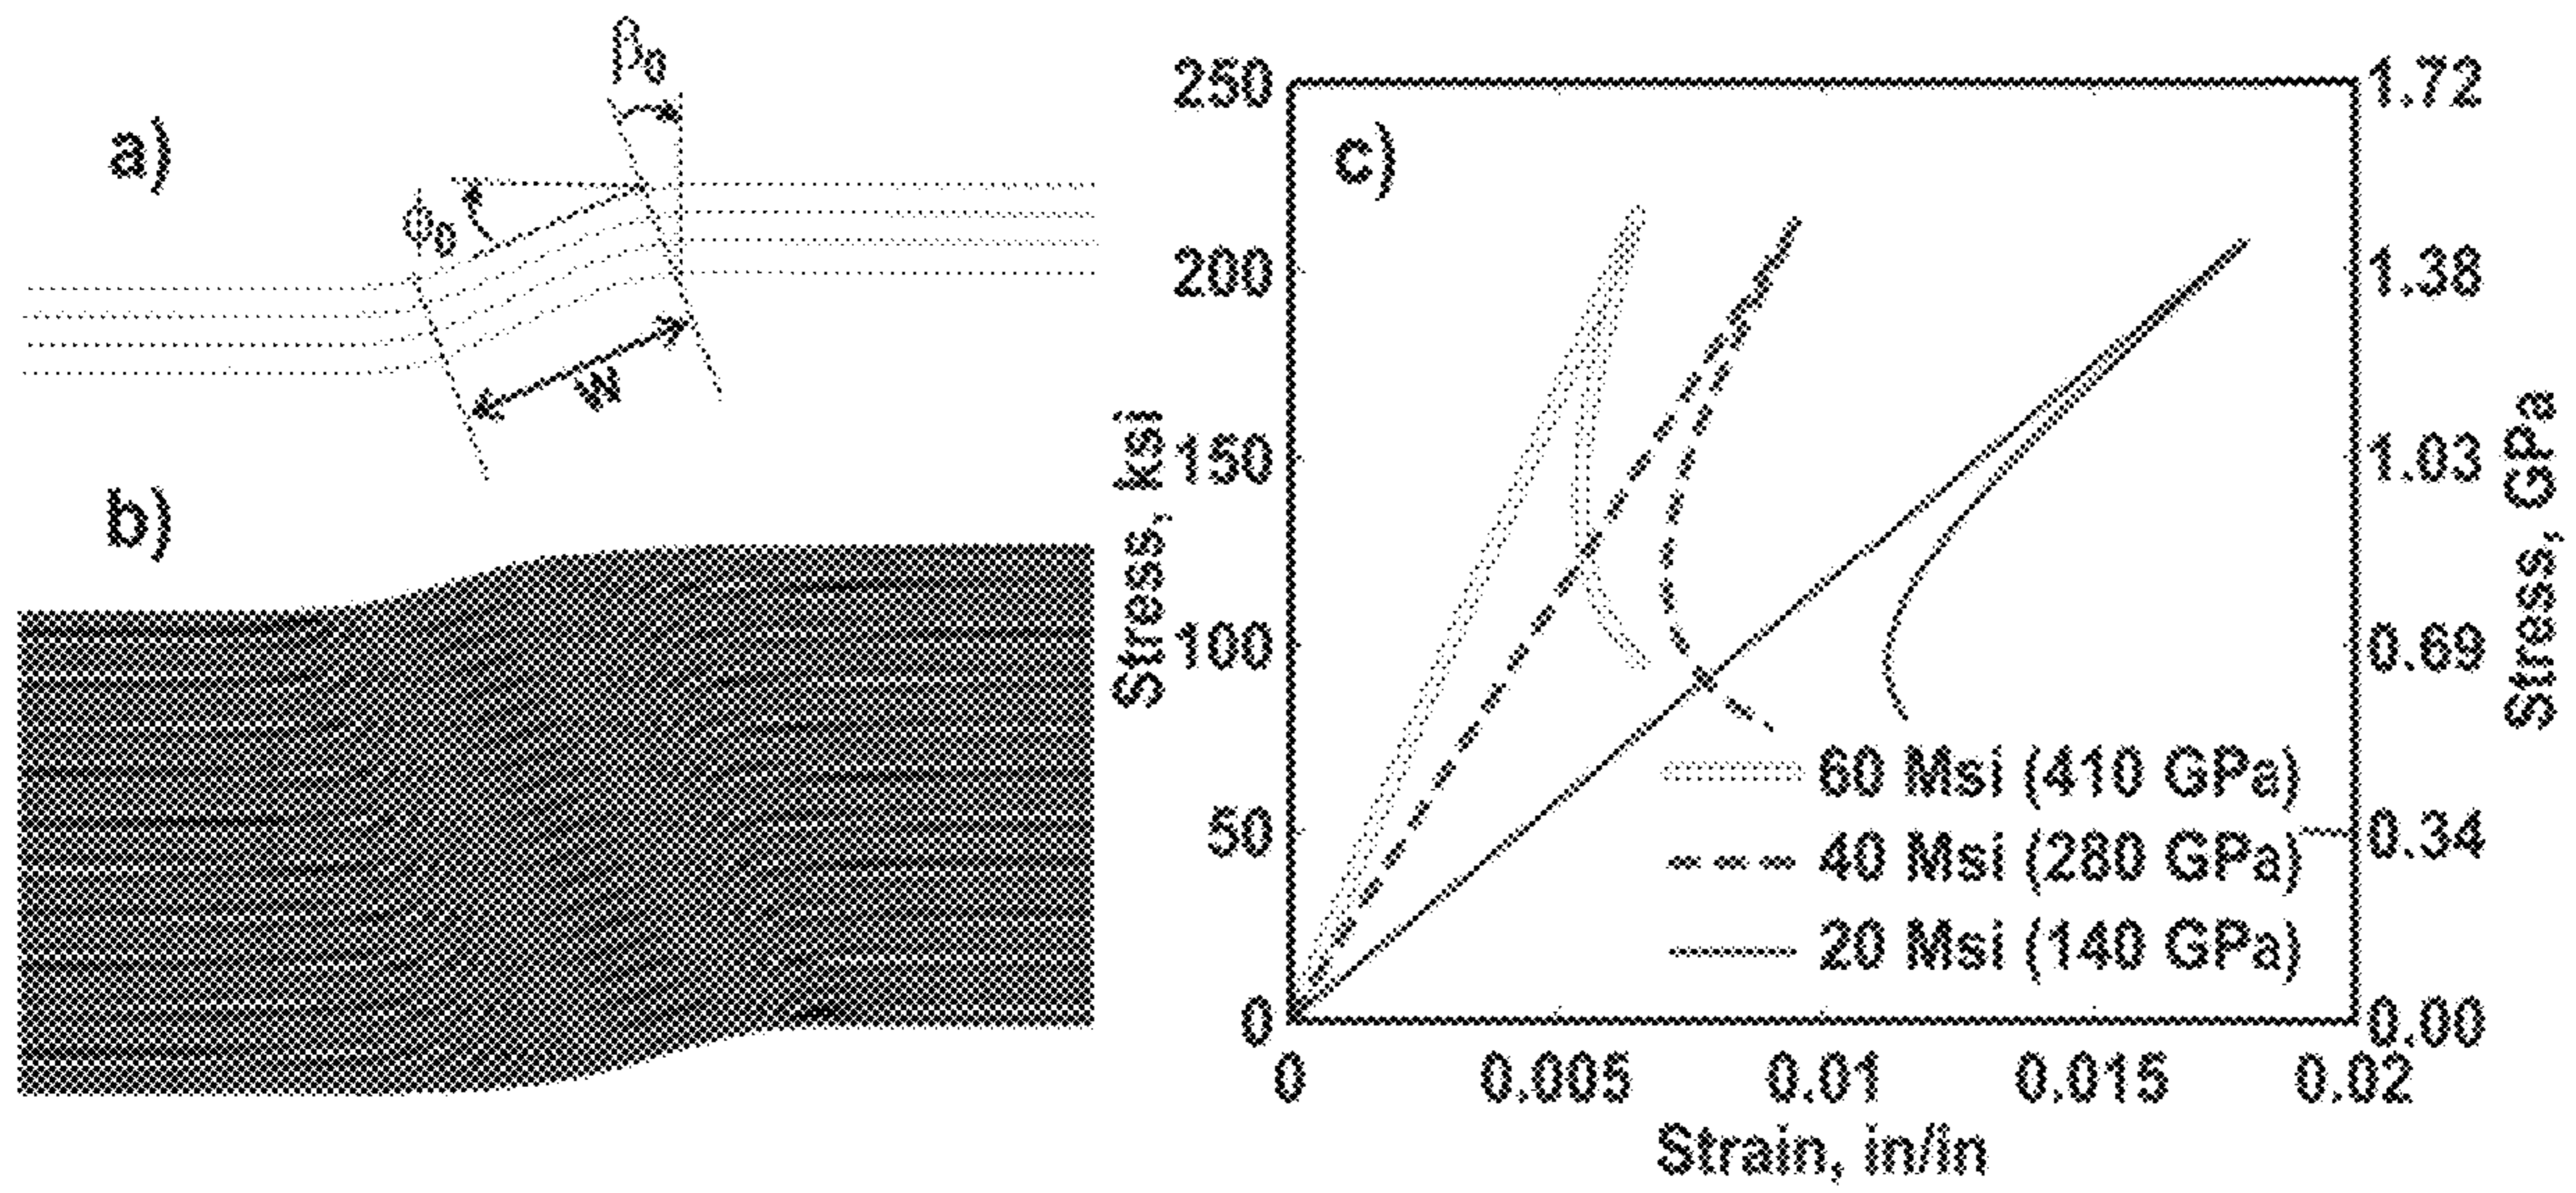 a)
β₀
ϕ₀
W
b)
c)
Stress, ksi
250
200
150
100
50
0
1.72
1.38
1.03
0.69
0.34
0.00
Stress, GPa
60 Msi (410 GPa)
40 Msi (280 GPa)
20 Msi (140 GPa)
0 0.005 0.01 0.015 0.02
Strain, in/in